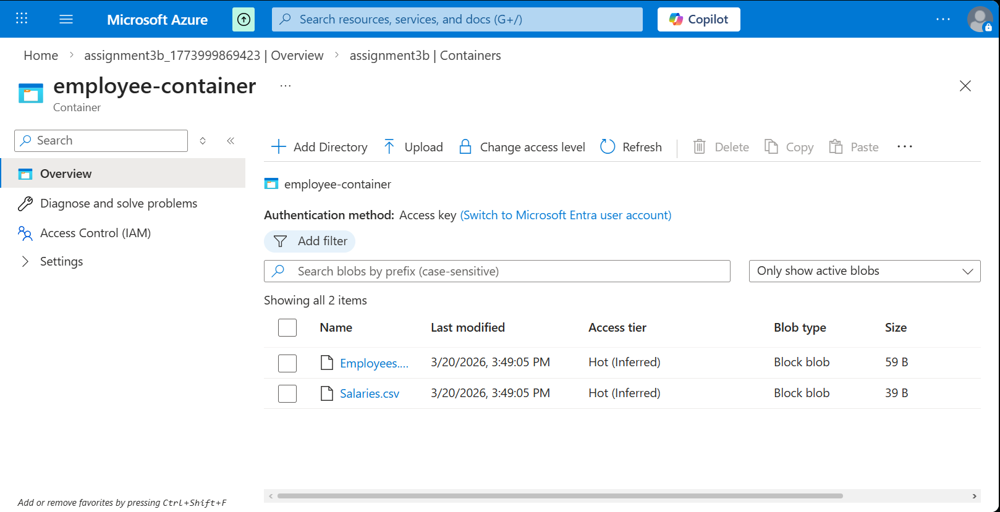 Microsoft Azure
Search resources, services, and docs (G+/)
Copilot
Home > assignment3b_1773999869423 | Overview > assignment3b | Containers
employee-container
Container
Search
Overview
Diagnose and solve problems
Access Control (IAM)
Settings
Add Directory
Upload
Change access level
Refresh
Delete
Copy
Paste
employee-container
Authentication method: Access key (Switch to Microsoft Entra user account)
Add filter
Search blobs by prefix (case-sensitive)
Only show active blobs
Showing all 2 items
Name Last modified Access tier Blob type Size
Employees.... 3/20/2026, 3:49:05 PM Hot (Inferred) Block blob 59 B
Salaries.csv 3/20/2026, 3:49:05 PM Hot (Inferred) Block blob 39 B
Add or remove favorites by pressing Ctrl+Shift+F